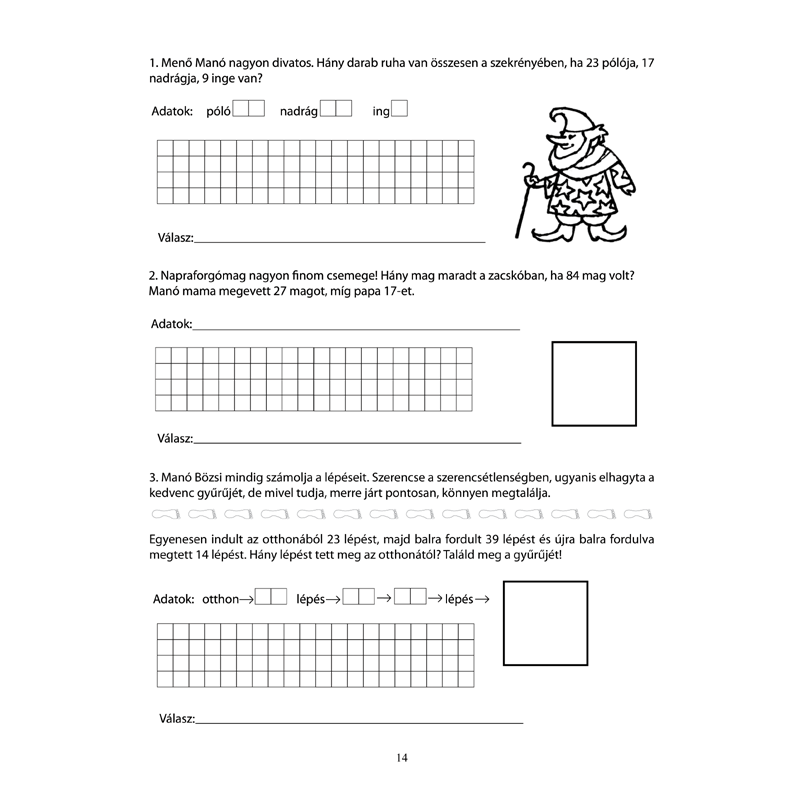 1. Menő Manó nagyon divatos. Hány darab ruha van összesen a szekrényében, ha 23 pólója, 17
nadrágja, 9 inge van?
Adatok: póló nadrág ing
Válasz:
2. Napraforgómag nagyon finom csemege! Hány mag maradt a zacskóban, ha 84 mag volt?
Manó mama megevett 27 magot, míg papa 17-et.
Adatok:
Válasz:
3. Manó Bözsi mindig számolja a lépéseit. Szerencse a szerencsétlenségben, ugyanis elhagyta a
kedvenc gyűrűjét, de mivel tudja, merre járt pontosan, könnyen megtalálja.
Egyenesen indult az otthonából 23 lépést, majd balra fordult 39 lépést és újra balra fordulva
megtett 14 lépést. Hány lépést tett meg az otthonától? Találd meg a gyűrűjét!
Adatok: otthon→ lépés→ → → lépés→
Válasz:
14